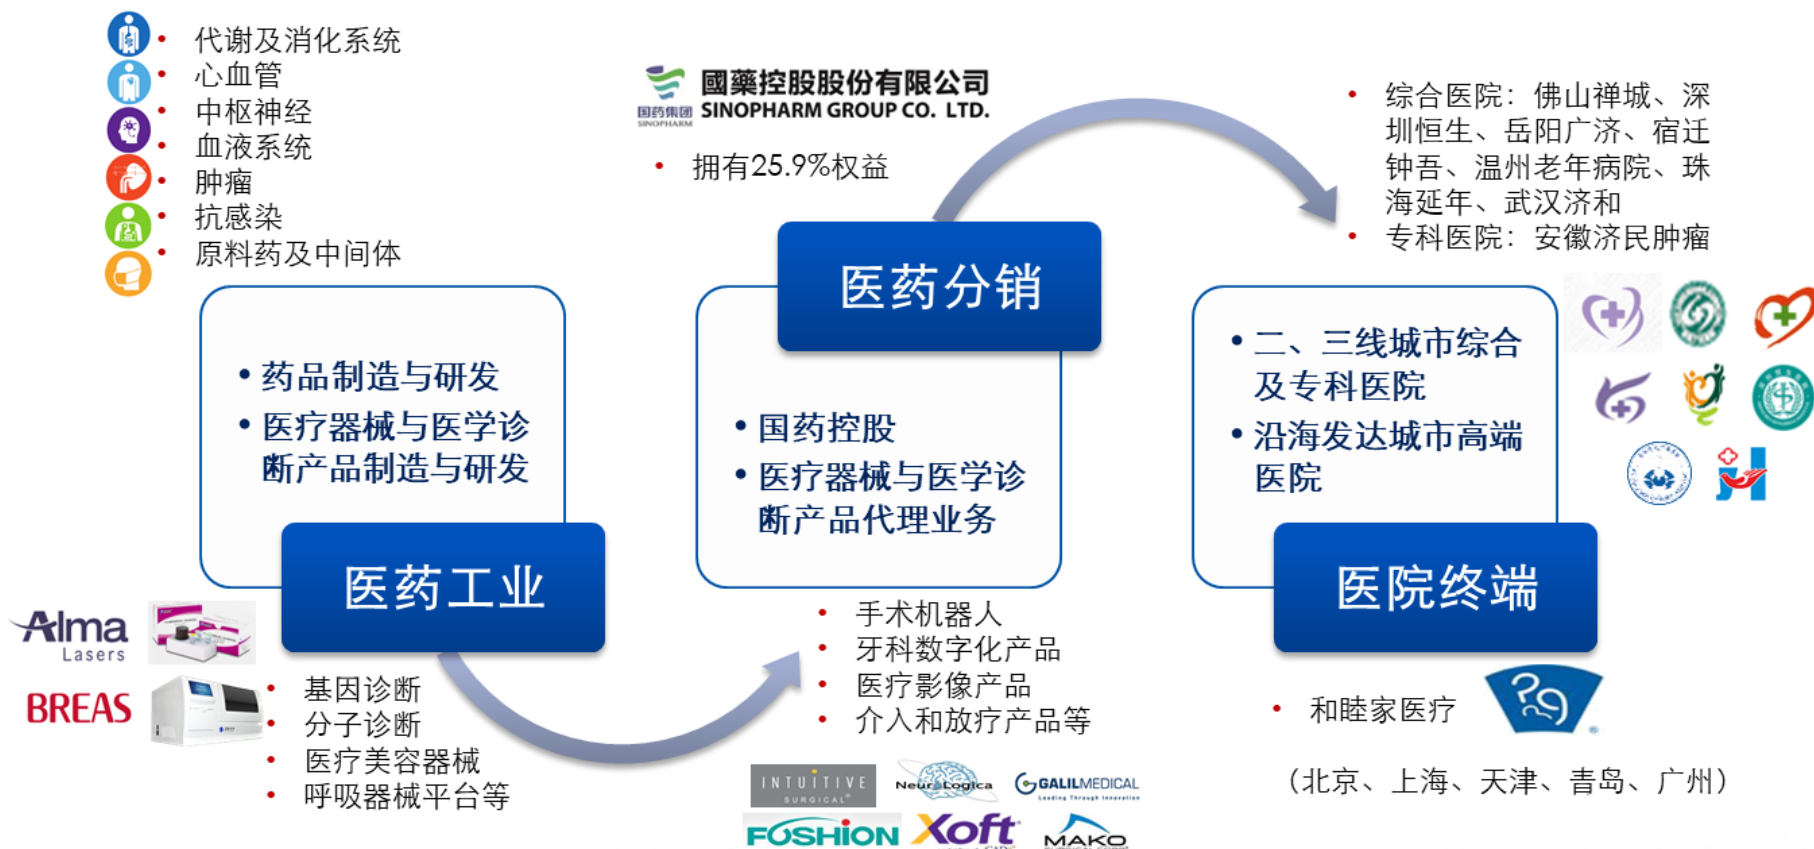 代谢及消化系统
心血管
中枢神经
血液系统
肿瘤
抗感染
原料药及中间体
药品制造与研发
医疗器械与医学诊
断产品制造与研发
医药工业
Alma
Lasers
BREAS
基因诊断
分子诊断
医疗美容器械
呼吸器械平台等
国药集团
SINOPHARM
國藥控股股份有限公司
SINOPHARM GROUP CO. LTD.
拥有25.9%权益
医药分销
国药控股
医疗器械与医学诊
断产品代理业务
手术机器人
牙科数字化产品
医疗影像产品
介入和放疗产品等
INTUITIVE
SURGICAL®
NeuroLogica
GALILMEDICAL
Leading Through Innovation
FOSHION
Xoft
MAKO
综合医院：佛山禅城、深
圳恒生、岳阳广济、宿迁
钟吾、温州老年病院、珠
海延年、武汉济和
专科医院：安徽济民肿瘤
二、三线城市综合
及专科医院
沿海发达城市高端
医院
医院终端
和睦家医疗
（北京、上海、天津、青岛、广州）